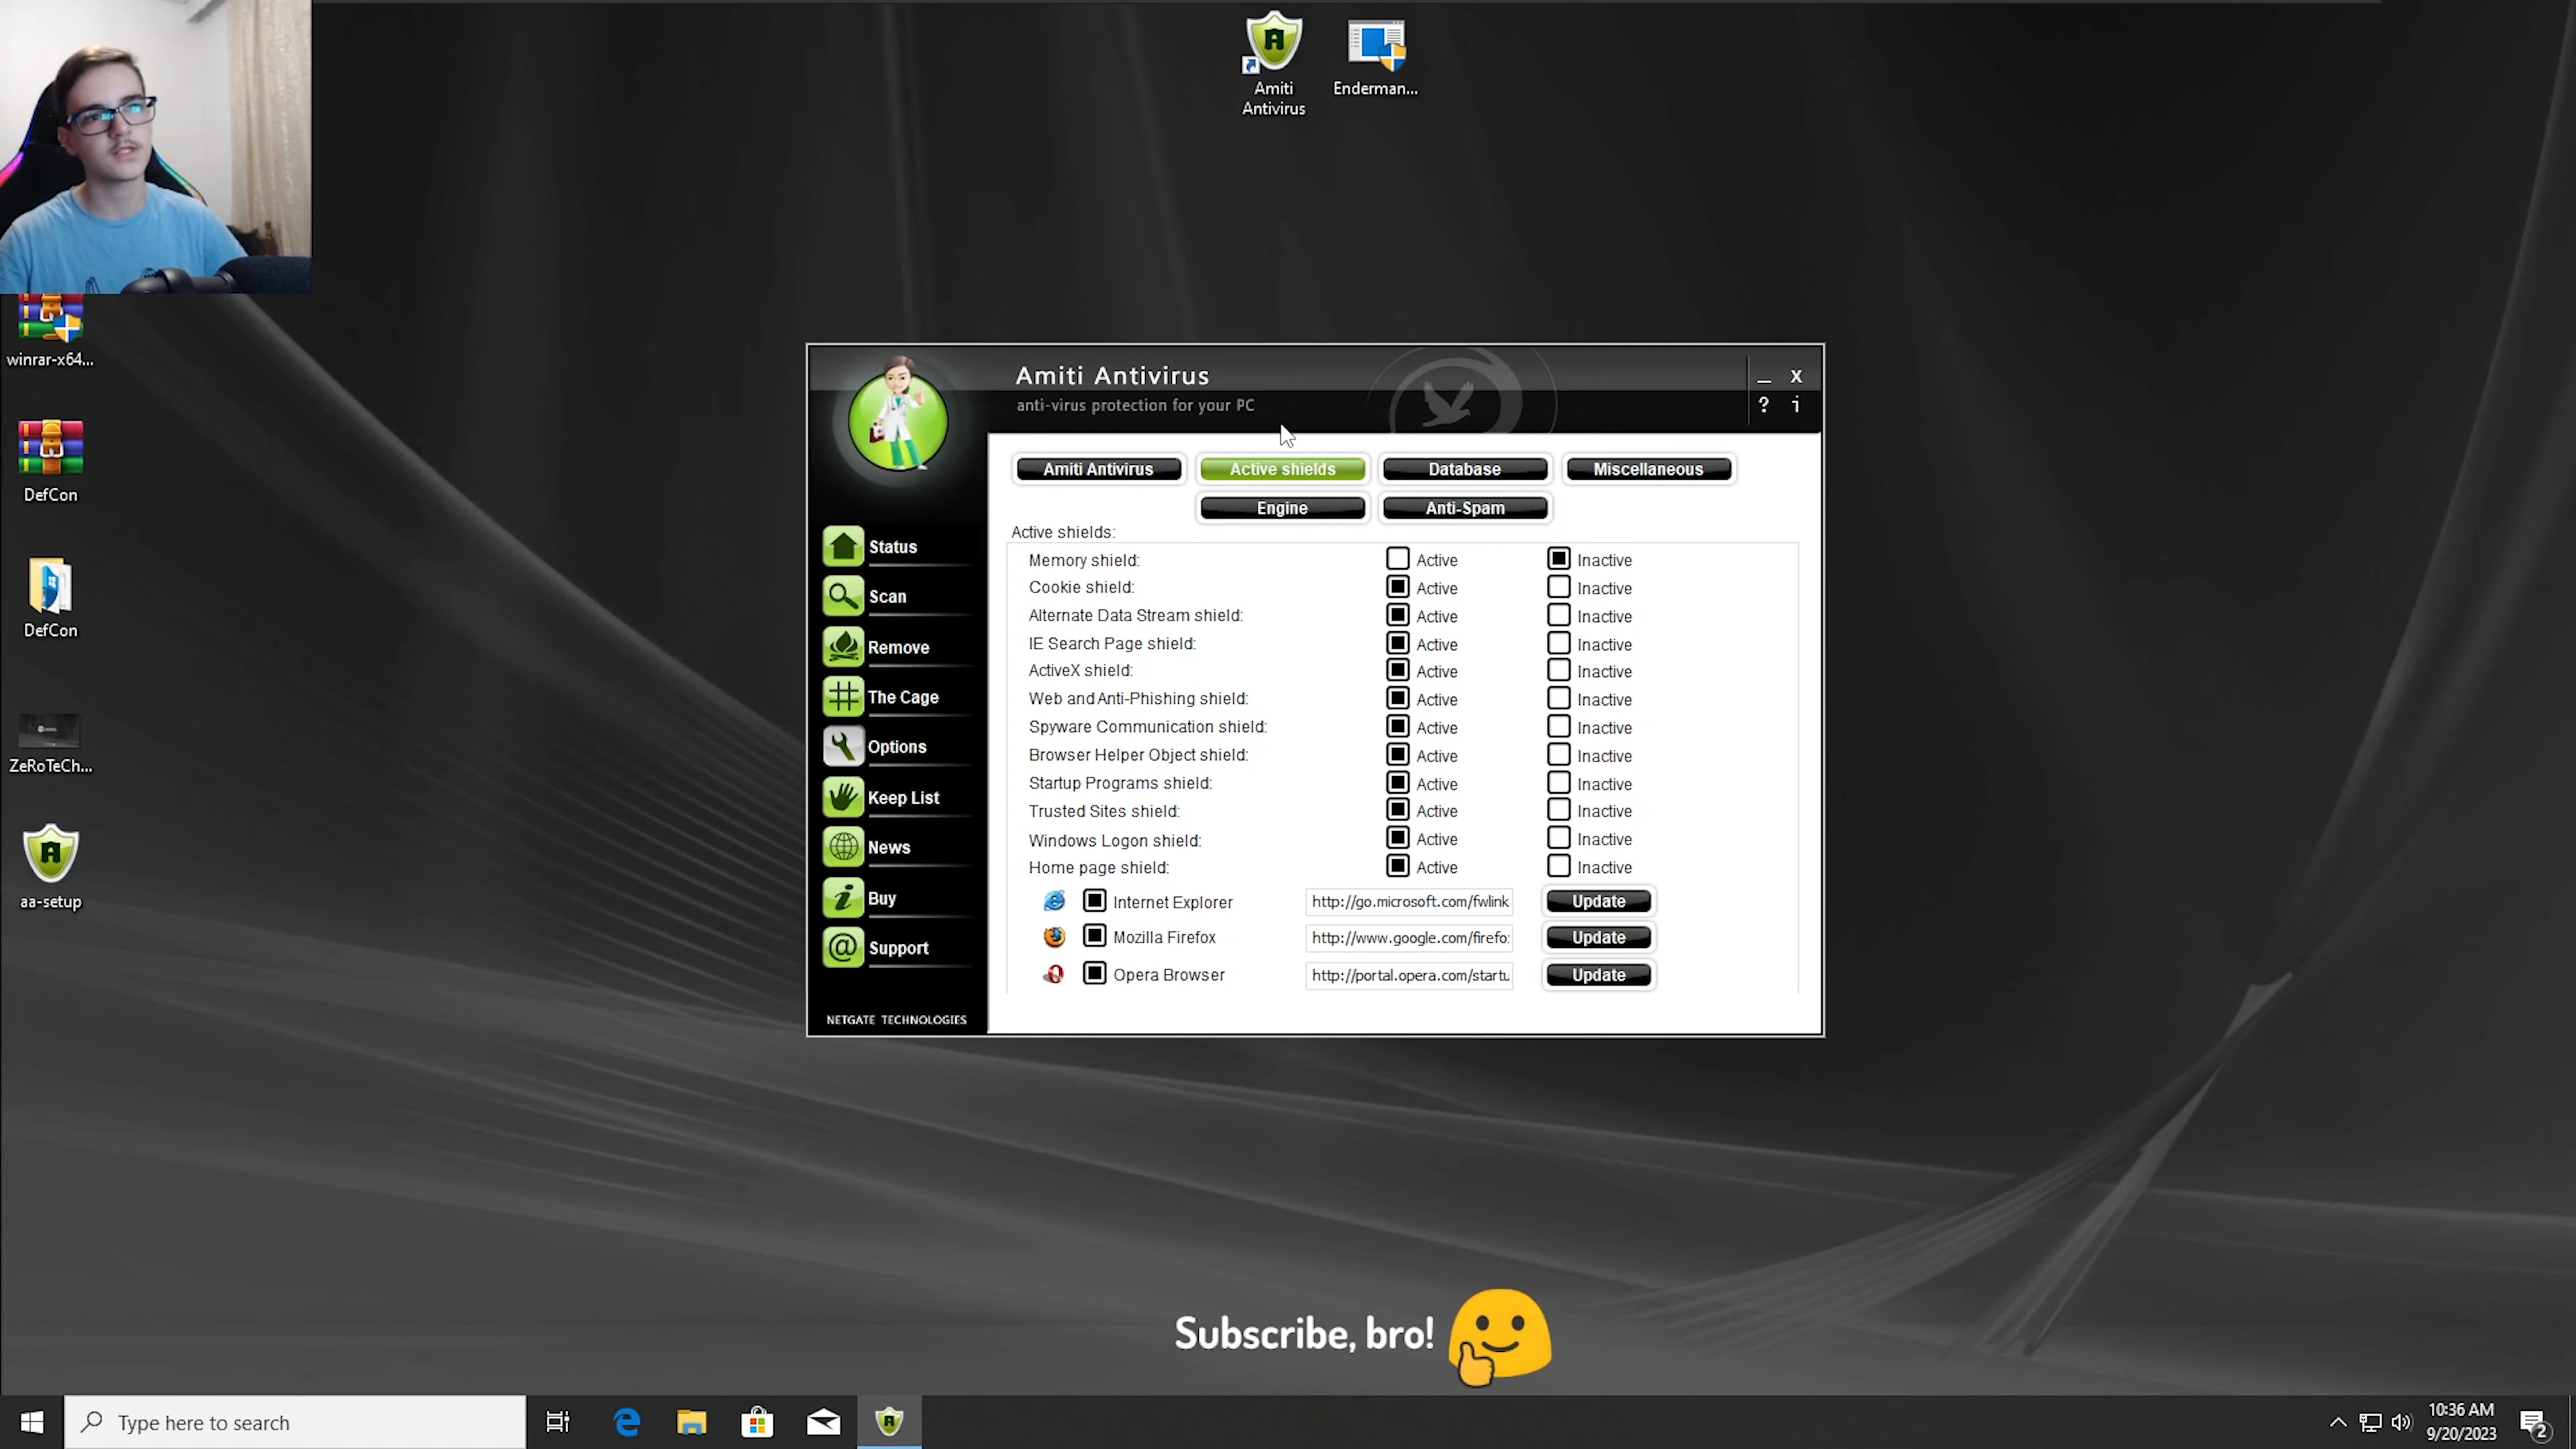 Amiti
Antivirus
Enderman...
winrar-x64...
DefCon
DefCon
ZeRoTeCh...
aa-setup
Amiti Antivirus
anti-virus protection for your PC
_ X
? i
Amiti Antivirus Active shields Database Miscellaneous
Engine Anti-Spam
Status
Scan
Remove
The Cage
Options
Keep List
News
Buy
Support
NETGATE TECHNOLOGIES
Active shields:
Memory shield: Active Inactive
Cookie shield: Active Inactive
Alternate Data Stream shield: Active Inactive
IE Search Page shield: Active Inactive
ActiveX shield: Active Inactive
Web and Anti-Phishing shield: Active Inactive
Spyware Communication shield: Active Inactive
Browser Helper Object shield: Active Inactive
Startup Programs shield: Active Inactive
Trusted Sites shield: Active Inactive
Windows Logon shield: Active Inactive
Home page shield: Active Inactive
Internet Explorer http://go.microsoft.com/fwlink Update
Mozilla Firefox http://www.google.com/firefo Update
Opera Browser http://portal.opera.com/startu Update
Subscribe, bro!
Type here to search
10:36 AM
9/20/2023
2